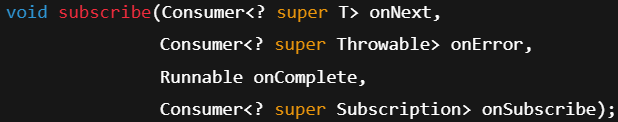 void subscribe(Consumer<? super T> onNext,
Consumer<? super Throwable> onError,
Runnable onComplete,
Consumer<? super Subscription> onSubscribe);